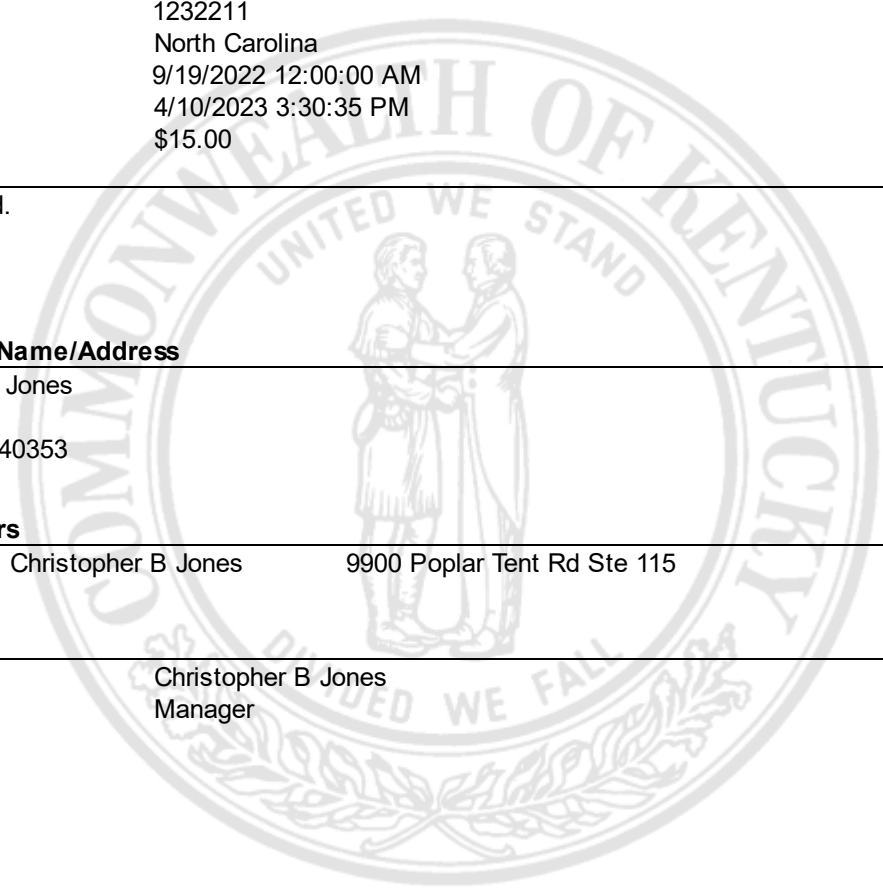 1232211
North Carolina
9/19/2022 12:00:00 AM
4/10/2023 3:30:35 PM
$15.00
COMMONWEALTH OF KENTUCKY
UNITED WE STAND
Name/Address
Jones
40353
rs
Christopher B Jones 9900 Poplar Tent Rd Ste 115
Christopher B Jones
Manager
DIVIDED WE FALL